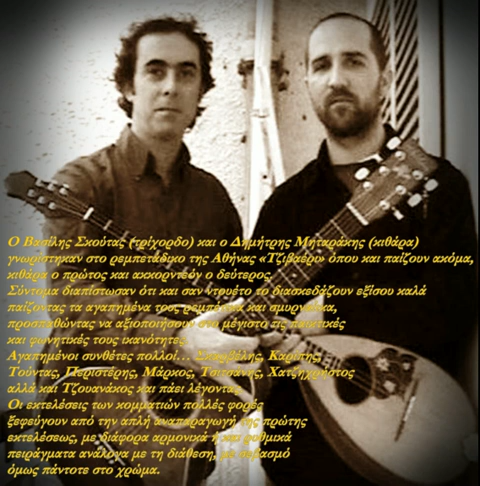 Ο Βασίλης Σκούτας (τρίχορδο) και ο Δημήτρης Μηταράκης (κιθάρα)
γνωρίστηκαν στο ρεμπετάδικο της Αθήνας «Τζιβαέρι» όπου και παίζουν ακόμα,
κιθάρα ο πρώτος και ακκορντεόν ο δεύτερος.
Σύντομα διαπίστωσαν ότι και σαν ντουέτο το διασκεδάζουν εξίσου καλά
παίζοντας τα αγαπημένα τους ρεμπέτικα και σμυρνέικα,
προσπαθώντας να αξιοποιήσουν στο μέγιστο τις παικτικές
και φωνητικές τους ικανότητες.
Αγαπημένοι συνθέτες πολλοί... Σκαρβέλης, Καρίπης,
Τούντας, Περιστέρης, Μάρκος, Τσιτσάνης, Χατζηχρήστος
αλλά και Τζουανάκος και πάει λέγοντας.
Οι εκτελέσεις των κομματιών πολλές φορές
ξεφεύγουν από την απλή αναπαραγωγή της πρώτης
εκτελέσεως, με διάφορα αρμονικά ή και ρυθμικά
πειράγματα ανάλογα με τη διάθεση, με σεβασμό
όμως πάντοτε στο χρώμα.